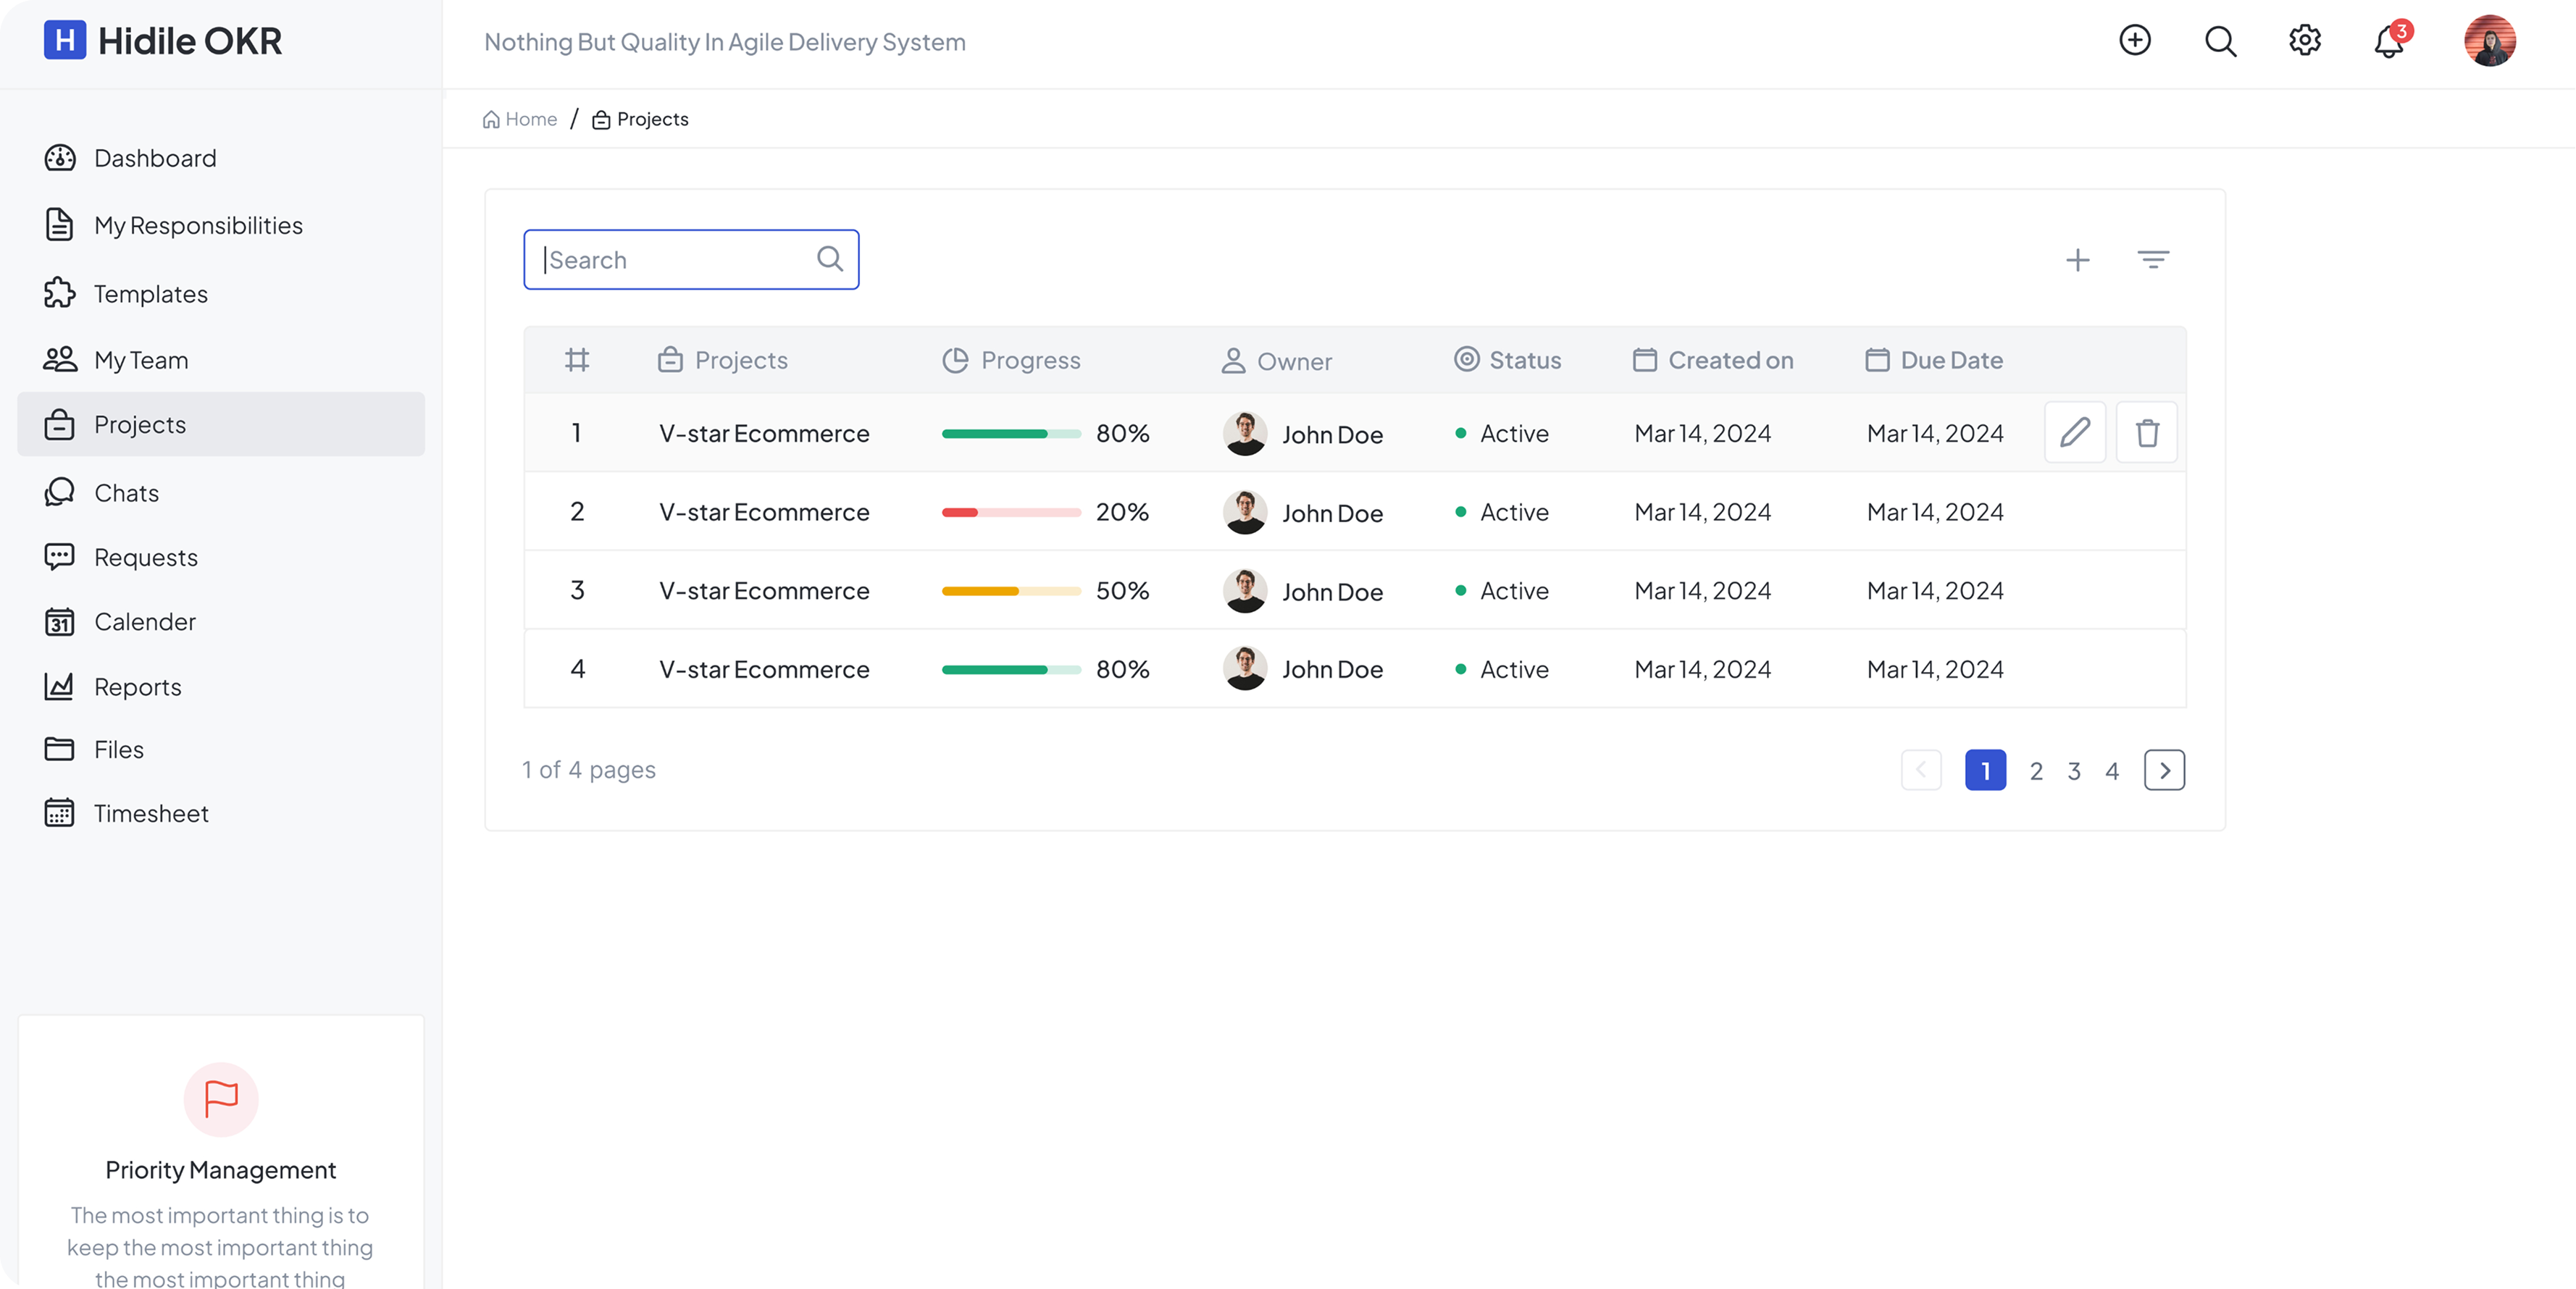 H Hidile OKR
Nothing But Quality In Agile Delivery System
3
Home / Projects
Dashboard
My Responsibilities
Templates
My Team
Projects
Chats
Requests
31 Calender
Reports
Files
Timesheet
Priority Management
The most important thing is to
keep the most important thing
the most important thing
Search
# Projects Progress Owner Status Created on Due Date
1 V-star Ecommerce 80% John Doe Active Mar 14, 2024 Mar 14, 2024
2 V-star Ecommerce 20% John Doe Active Mar 14, 2024 Mar 14, 2024
3 V-star Ecommerce 50% John Doe Active Mar 14, 2024 Mar 14, 2024
4 V-star Ecommerce 80% John Doe Active Mar 14, 2024 Mar 14, 2024
1 of 4 pages
1 2 3 4